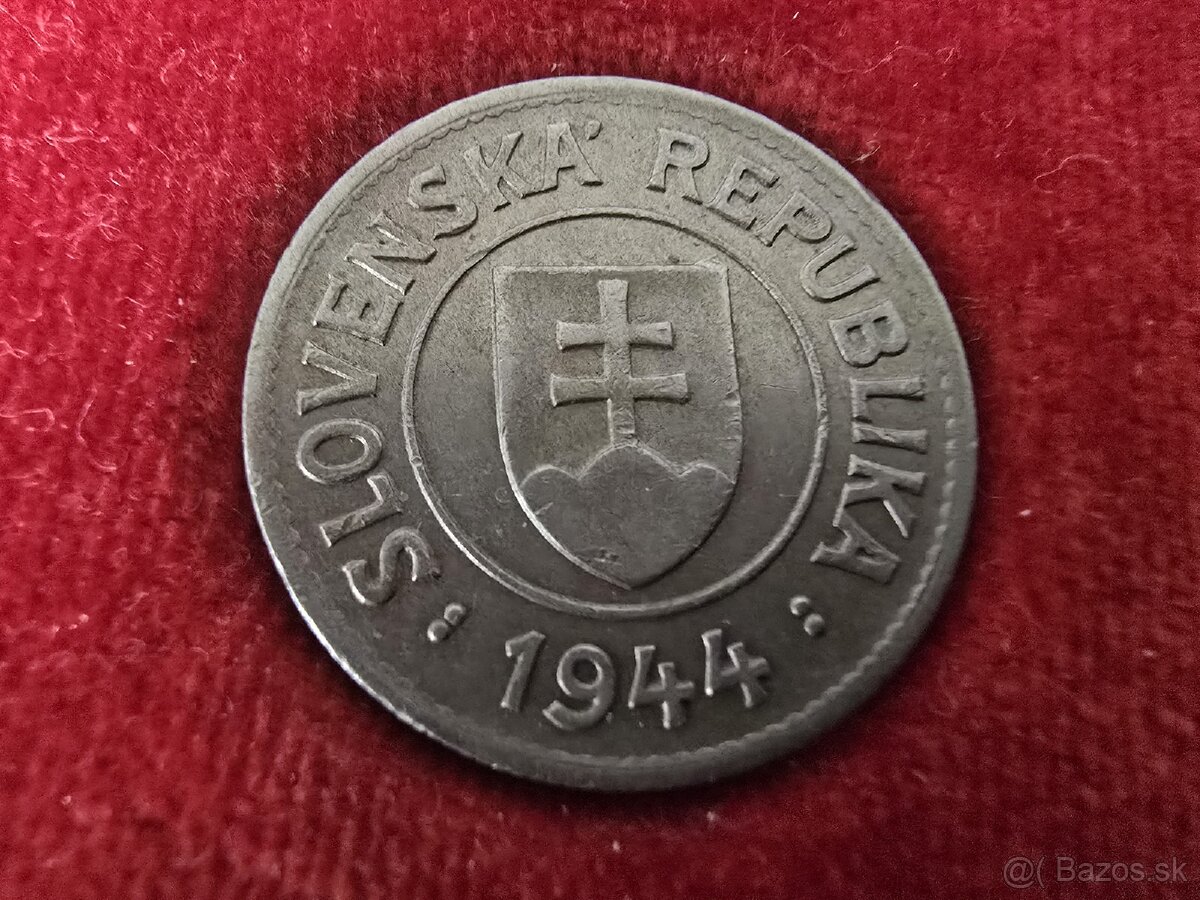 SLOVENSKÁ REPUBLIKA
: 1944 :
@( Bazos.sk